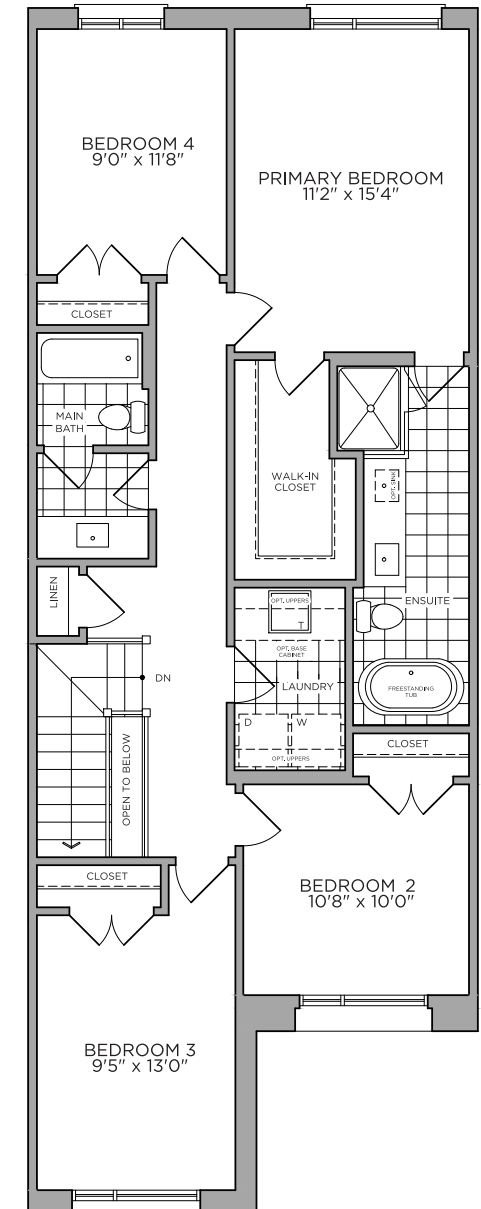 BEDROOM 4
9'0" x 11'8"
PRIMARY BEDROOM
11'2" x 15'4"
CLOSET
MAIN
BATH
WALK-IN
CLOSET
OPT. SINK
LINEN
OPT. UPPERS
T
ENSUITE
OPT. BASE
CABINET
DN
LAUNDRY
FREESTANDING
TUB
D
W
OPEN TO BELOW
CLOSET
OPT. UPPERS
CLOSET
BEDROOM 2
10'8" x 10'0"
BEDROOM 3
9'5" x 13'0"